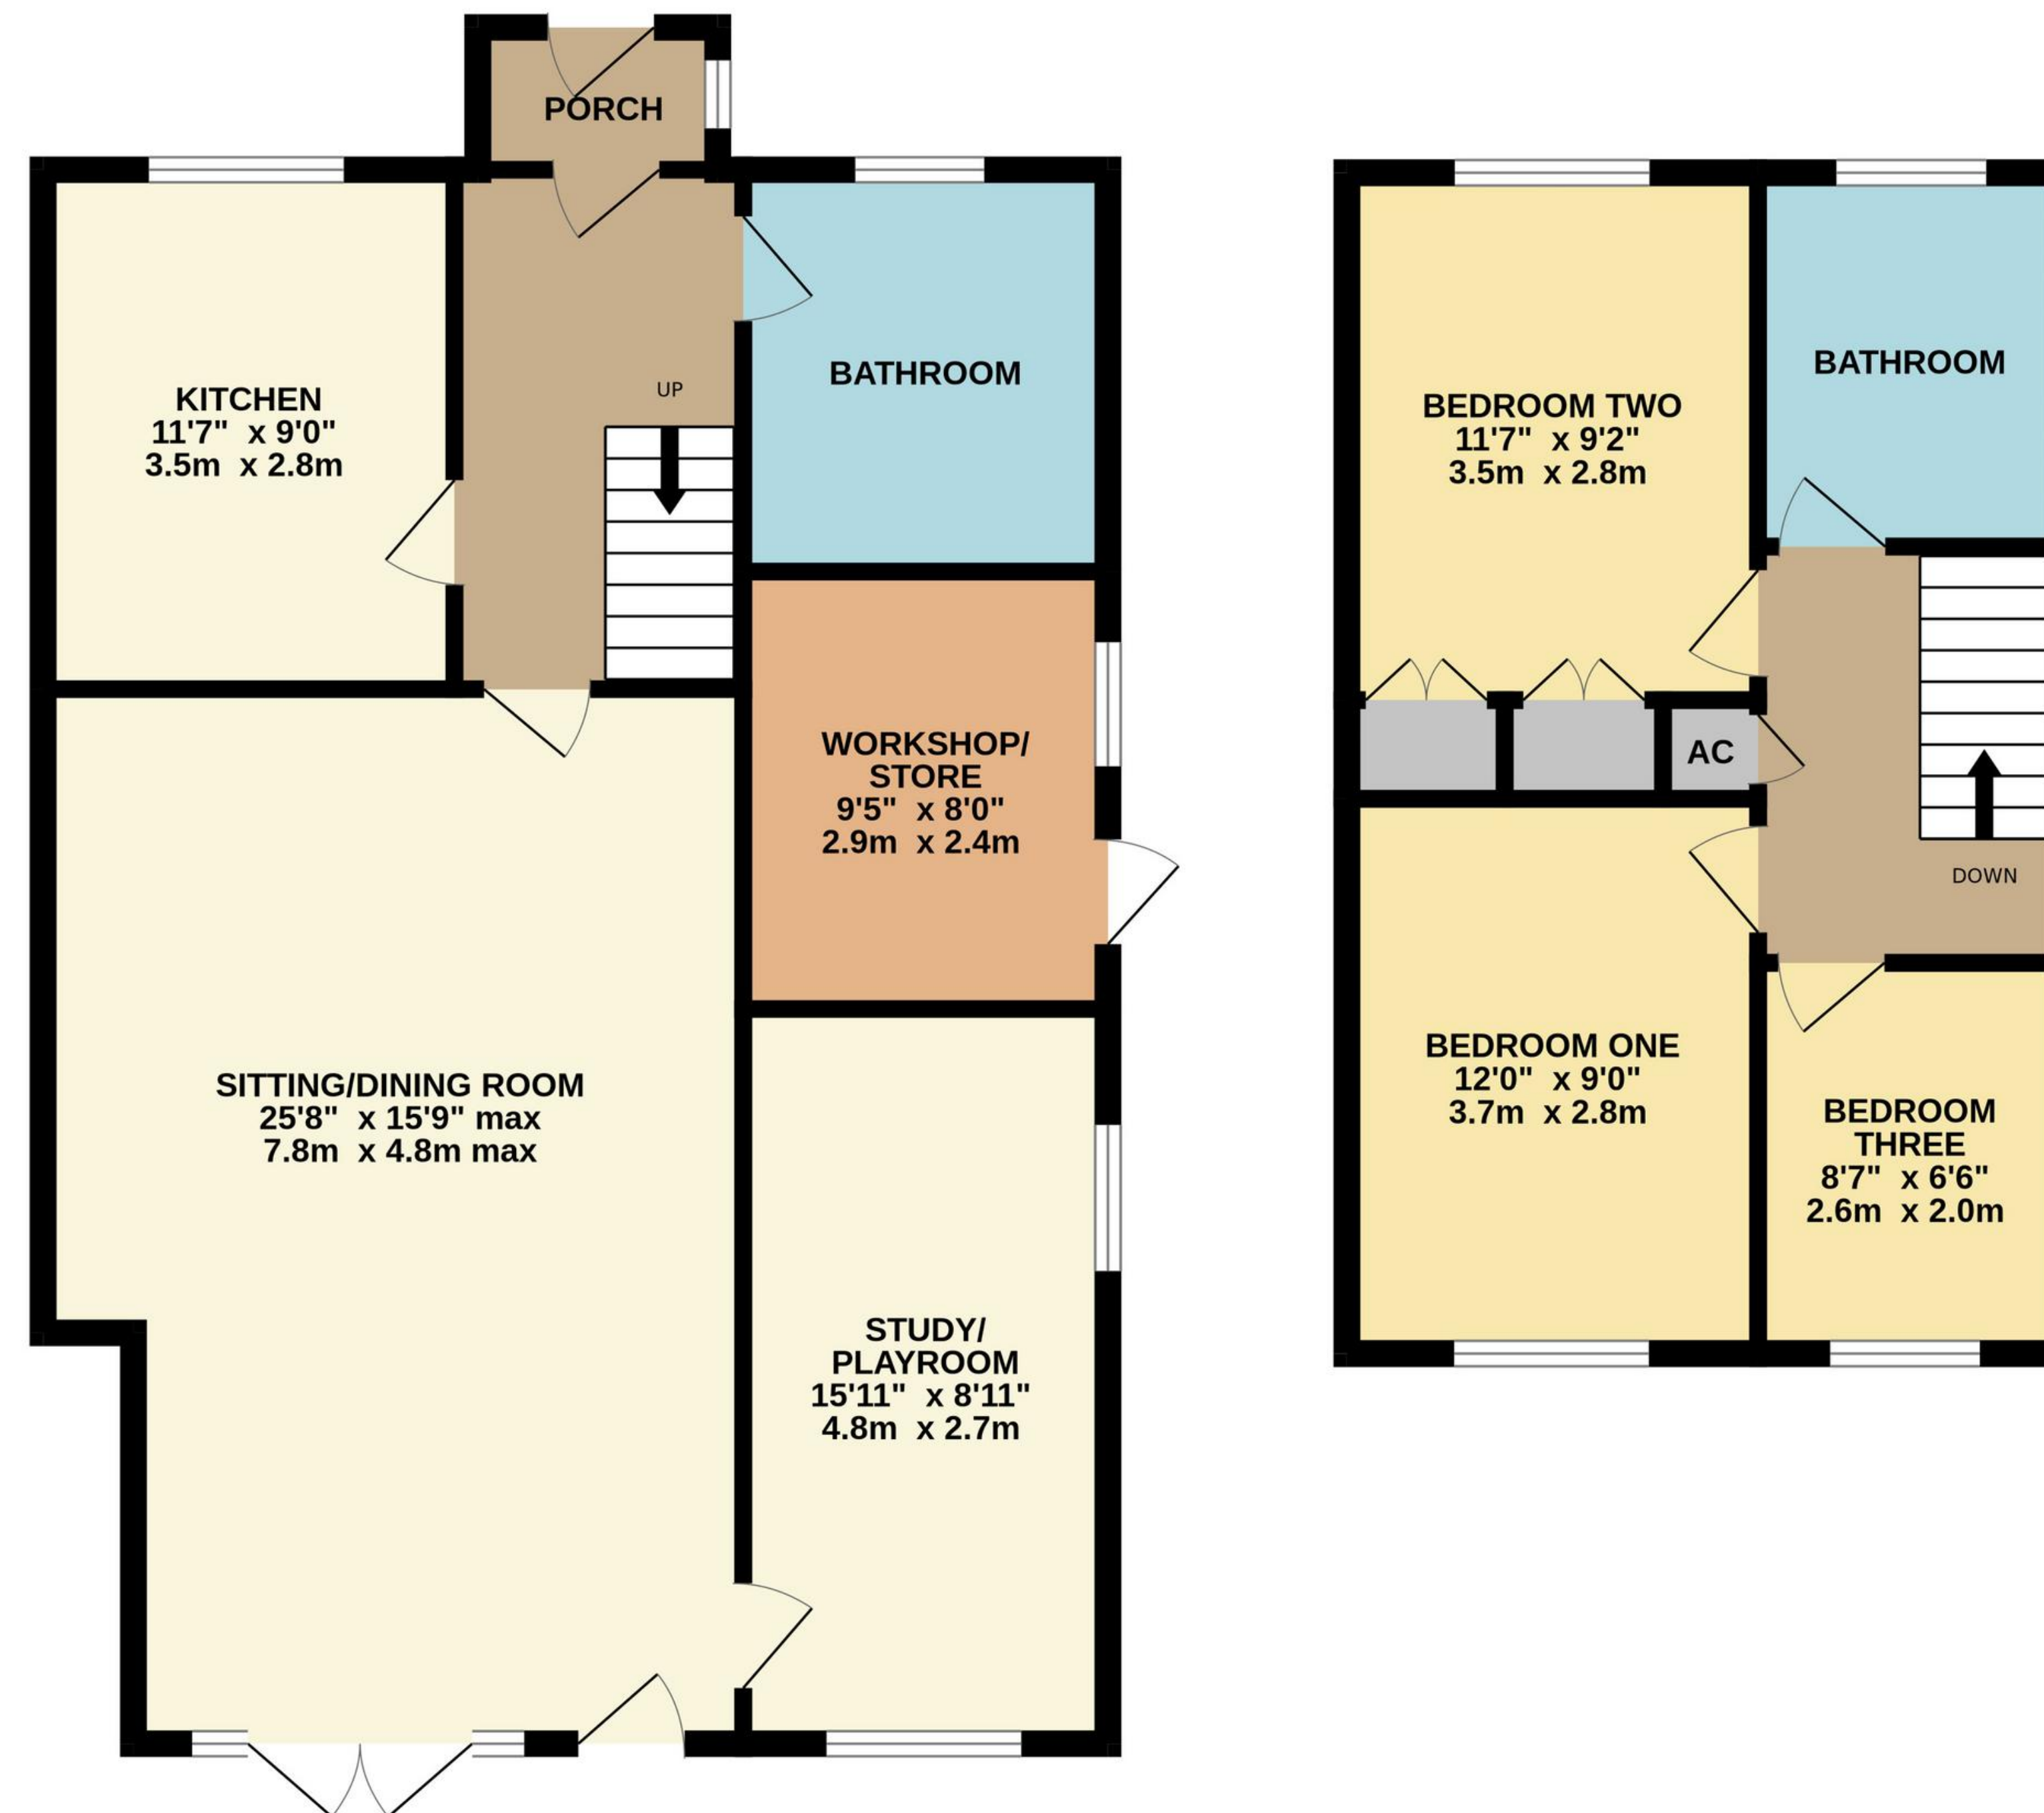 PORCH
KITCHEN
11'7"  x 9'0"
3.5m  x 2.8m
UP
BATHROOM
WORKSHOP/
STORE
9'5"  x 8'0"
2.9m  x 2.4m
SITTING/DINING ROOM
25'8"  x 15'9" max
7.8m  x 4.8m max
STUDY/
PLAYROOM
15'11"  x 8'11"
4.8m  x 2.7m
BEDROOM TWO
11'7"  x 9'2"
3.5m  x 2.8m
BATHROOM
AC
DOWN
BEDROOM ONE
12'0"  x 9'0"
3.7m  x 2.8m
BEDROOM
THREE
8'7"  x 6'6"
2.6m  x 2.0m